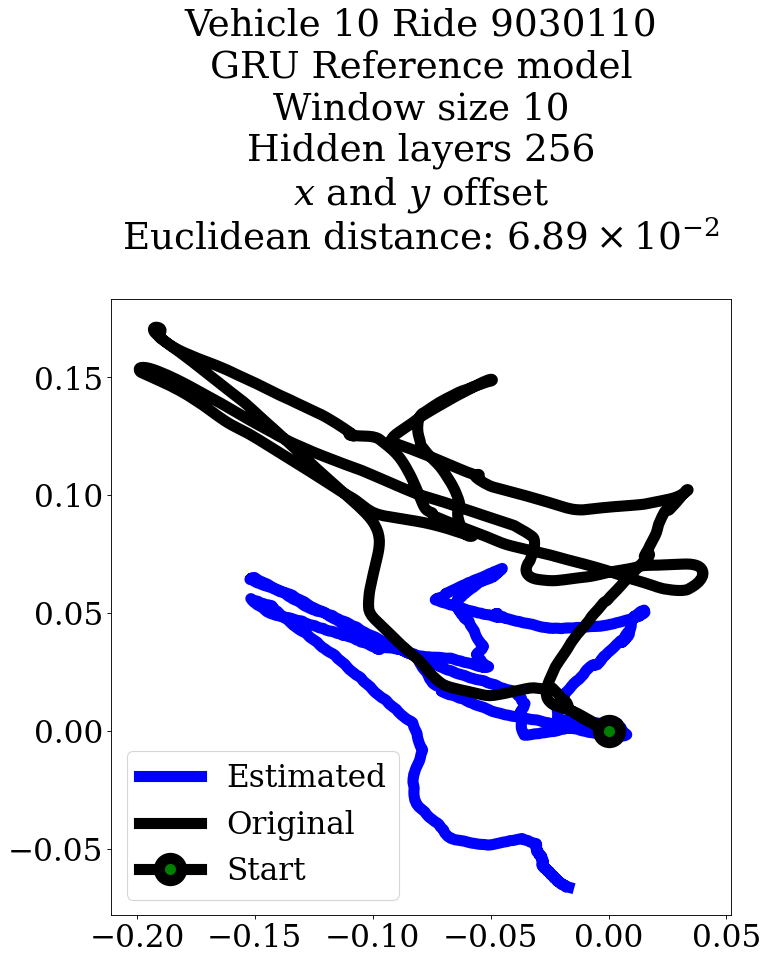 Vehicle 10 Ride 9030110
GRU Reference model
Window size 10
Hidden layers 256
x and y offset
Euclidean distance: 6.89 × 10⁻²
0.15
0.10
0.05
0.00
−0.05
Estimated
Original
Start
−0.20 −0.15 −0.10 −0.05 0.00 0.05